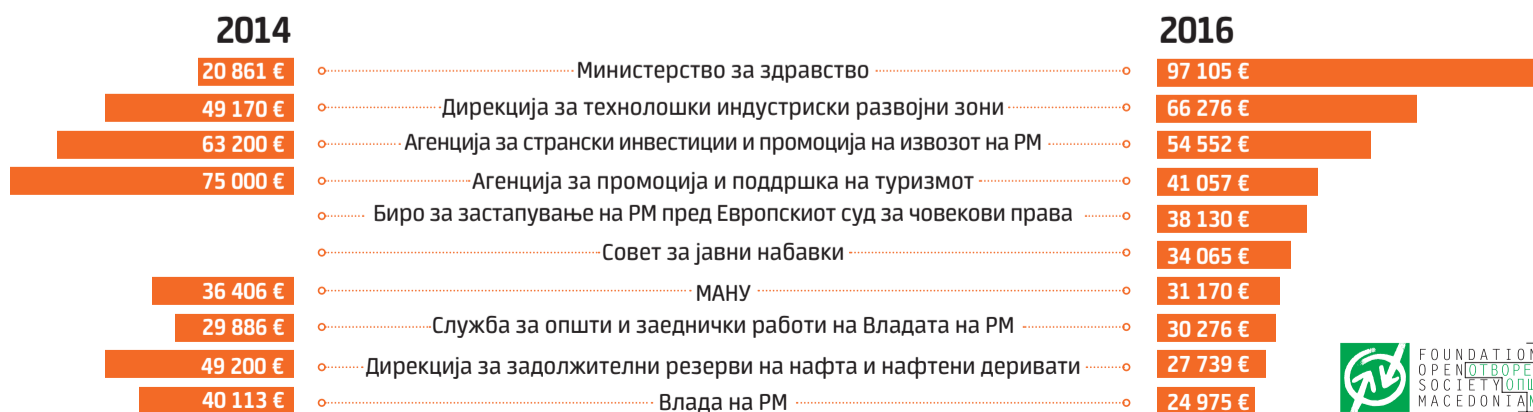 2014 2016
20 861 € Министерство за здравство 97 105 €
49 170 € Дирекција за технолошки индустриски развојни зони 66 276 €
63 200 € Агенција за странски инвестиции и промоција на извозот на РМ 54 552 €
75 000 € Агенција за промоција и поддршка на туризмот 41 057 €
Биро за застапување на РМ пред Европскиот суд за човекови права 38 130 €
Совет за јавни набавки 34 065 €
36 406 € МАНУ 31 170 €
29 886 € Служба за општи и заеднички работи на Владата на РМ 30 276 €
49 200 € Дирекција за задолжителни резерви на нафта и нафтени деривати 27 739 €
40 113 € Влада на РМ 24 975 €
FOUNDATION
OPEN ОТВОРЕ
SOCIETY ОПШ
MACEDONIA